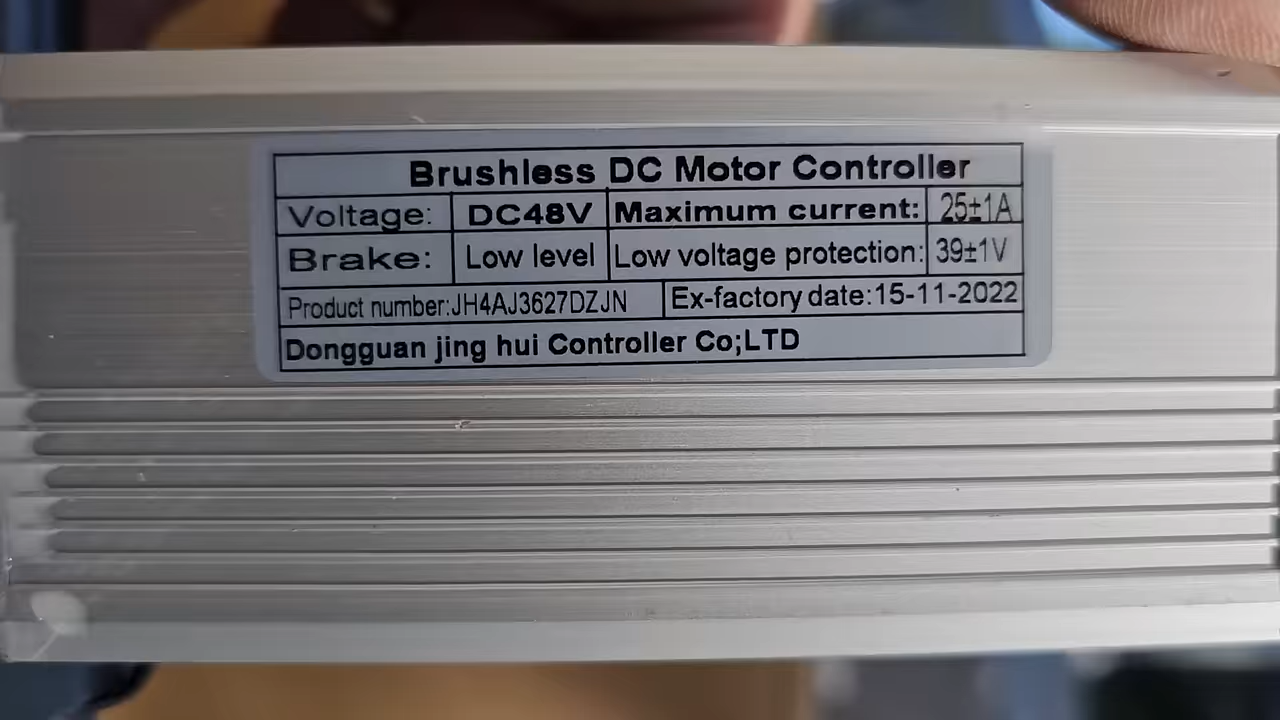 Brushless DC Motor Controller
Voltage: DC48V Maximum current: 25±1A
Brake: Low level Low voltage protection: 39±1V
Product number:JH4AJ3627DZJN Ex-factory date:15-11-2022
Dongguan jing hui Controller Co;LTD